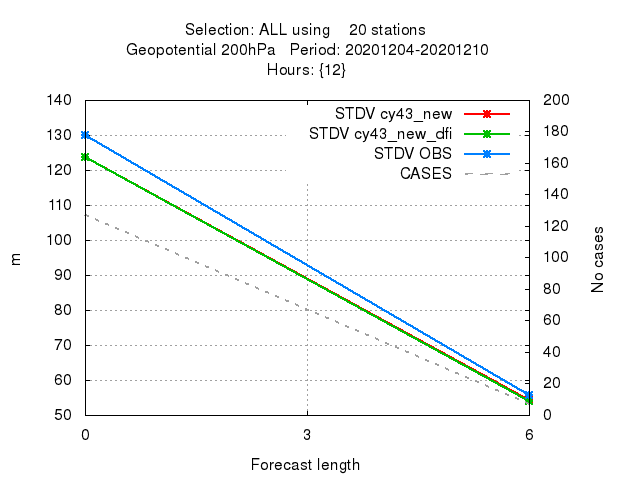 Selection: ALL using    20 stations
Geopotential 200hPa   Period: 20201204-20201210
Hours: {12}
140
130
120
110
100
90
80
70
60
50
m
200
180
160
140
120
100
80
60
40
20
0
No cases
STDV cy43_new
STDV cy43_new_dfi
STDV OBS
CASES
0
3
6
Forecast length